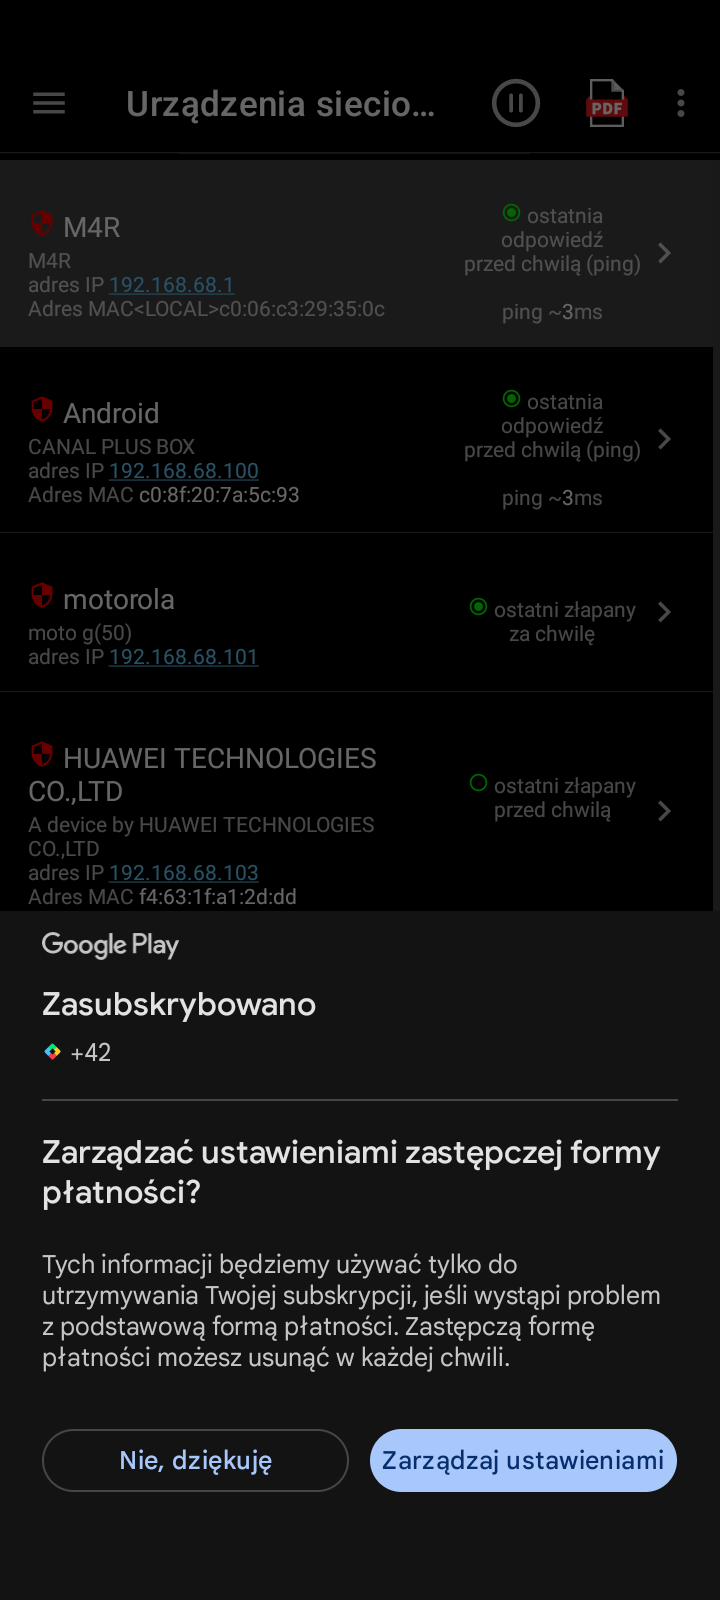 Urządzenia siecio...
PDF
M4R
M4R
adres IP 192.168.68.1
Adres MAC<LOCAL>c0:06:c3:29:35:0c
ostatnia
odpowiedź
przed chwilą (ping)
ping ~3ms
Android
CANAL PLUS BOX
adres IP 192.168.68.100
Adres MAC c0:8f:20:7a:5c:93
ostatnia
odpowiedź
przed chwilą (ping)
ping ~3ms
motorola
moto g(50)
adres IP 192.168.68.101
ostatni złapany
za chwilę
HUAWEI TECHNOLOGIES
CO.,LTD
A device by HUAWEI TECHNOLOGIES
CO.,LTD
adres IP 192.168.68.103
Adres MAC f4:63:1f:a1:2d:dd
ostatni złapany
przed chwilą
Google Play
Zasubskrybowano
+42
Zarządzać ustawieniami zastępczej formy
płatności?
Tych informacji będziemy używać tylko do
utrzymywania Twojej subskrypcji, jeśli wystąpi problem
z podstawową formą płatności. Zastępczą formę
płatności możesz usunąć w każdej chwili.
Nie, dziękuję
Zarządzaj ustawieniami